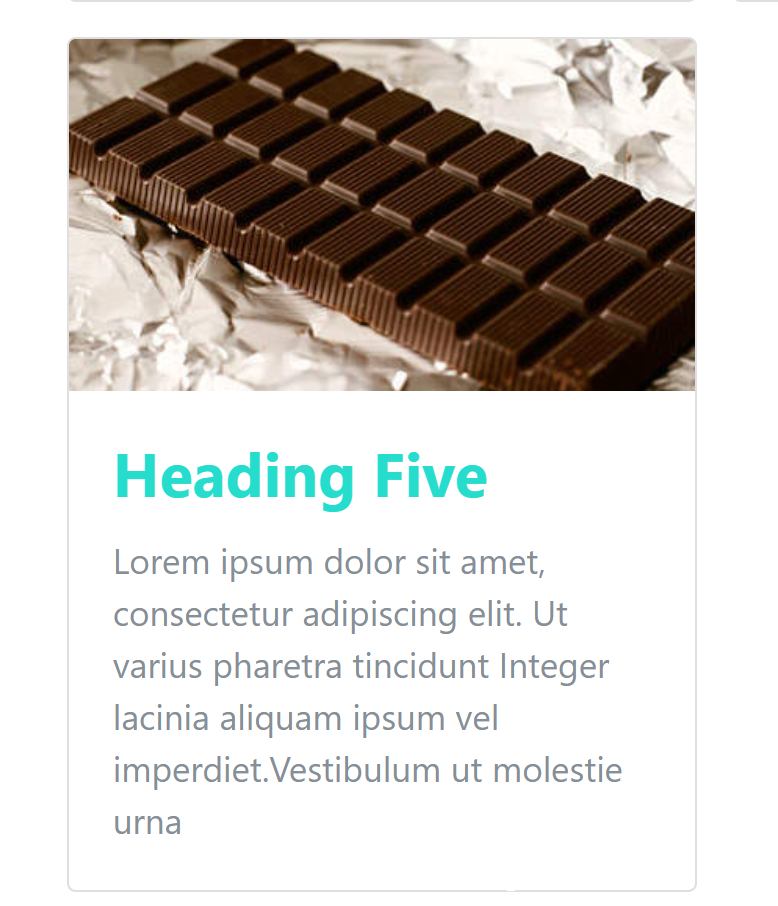 Heading Five
Lorem ipsum dolor sit amet,
consectetur adipiscing elit. Ut
varius pharetra tincidunt Integer
lacinia aliquam ipsum vel
imperdiet.Vestibulum ut molestie
urna